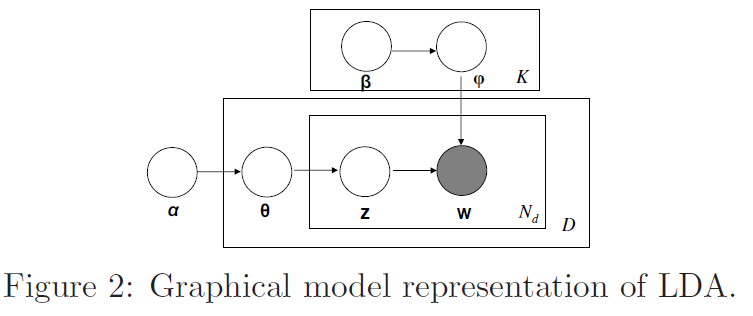 β φ K
α θ z w N_d D
Figure 2: Graphical model representation of LDA.